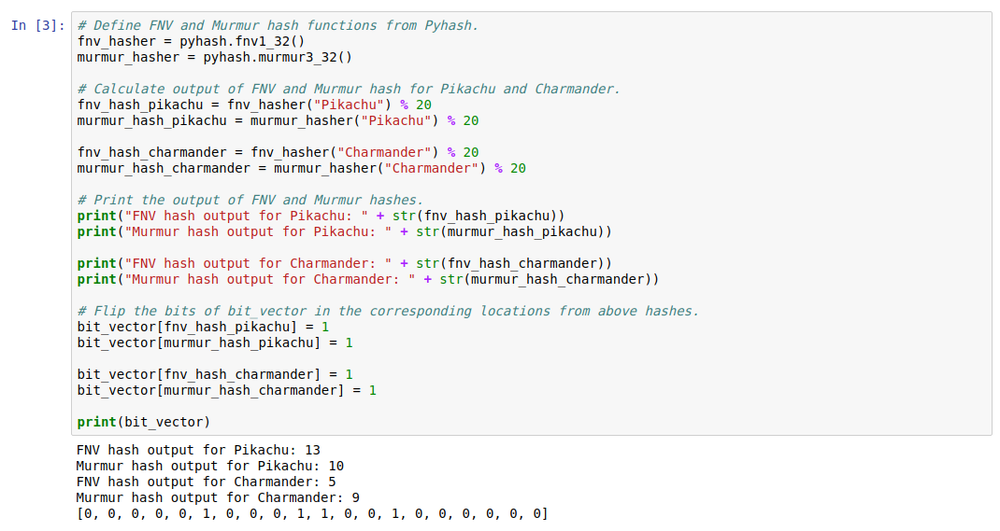 In [3]:
# Define FNV and Murmur hash functions from Pyhash.
fnv_hasher = pyhash.fnv1_32()
murmur_hasher = pyhash.murmur3_32()
# Calculate output of FNV and Murmur hash for Pikachu and Charmander.
fnv_hash_pikachu = fnv_hasher("Pikachu") % 20
murmur_hash_pikachu = murmur_hasher("Pikachu") % 20
fnv_hash_charmander = fnv_hasher("Charmander") % 20
murmur_hash_charmander = murmur_hasher("Charmander") % 20
# Print the output of FNV and Murmur hashes.
print("FNV hash output for Pikachu: " + str(fnv_hash_pikachu))
print("Murmur hash output for Pikachu: " + str(murmur_hash_pikachu))
print("FNV hash output for Charmander: " + str(fnv_hash_charmander))
print("Murmur hash output for Charmander: " + str(murmur_hash_charmander))
# Flip the bits of bit_vector in the corresponding locations from above hashes.
bit_vector[fnv_hash_pikachu] = 1
bit_vector[murmur_hash_pikachu] = 1
bit_vector[fnv_hash_charmander] = 1
bit_vector[murmur_hash_charmander] = 1
print(bit_vector)
FNV hash output for Pikachu: 13
Murmur hash output for Pikachu: 10
FNV hash output for Charmander: 5
Murmur hash output for Charmander: 9
[0, 0, 0, 0, 0, 1, 0, 0, 0, 1, 1, 0, 0, 1, 0, 0, 0, 0, 0, 0]